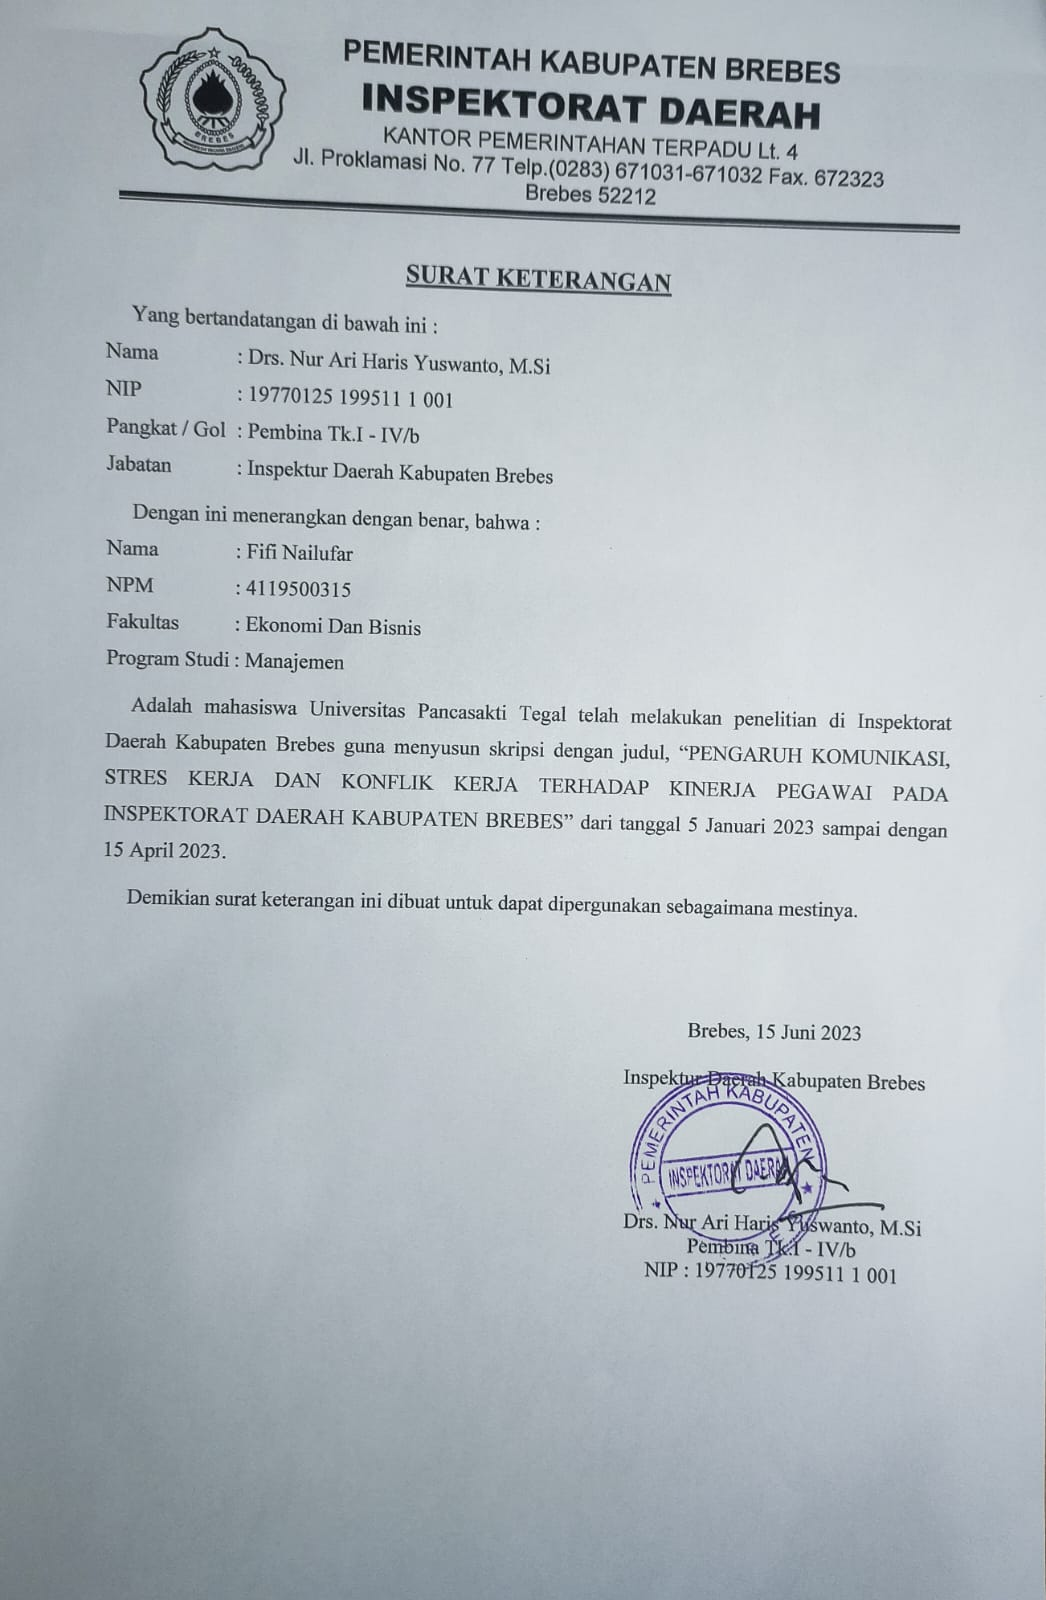 PEMERINTAH KABUPATEN BREBES
INSPEKTORAT DAERAH
KANTOR PEMERINTAHAN TERPADU Lt. 4
Jl. Proklamasi No. 77 Telp.(0283) 671031-671032 Fax. 672323
Brebes 52212
BREBES
SURAT KETERANGAN
Yang bertandatangan di bawah ini :
Nama : Drs. Nur Ari Haris Yuswanto, M.Si
NIP : 19770125 199511 1 001
Pangkat / Gol : Pembina Tk.I - IV/b
Jabatan : Inspektur Daerah Kabupaten Brebes
Dengan ini menerangkan dengan benar, bahwa :
Nama : Fifi Nailufar
NPM : 4119500315
Fakultas : Ekonomi Dan Bisnis
Program Studi : Manajemen
Adalah mahasiswa Universitas Pancasakti Tegal telah melakukan penelitian di Inspektorat
Daerah Kabupaten Brebes guna menyusun skripsi dengan judul, “PENGARUH KOMUNIKASI,
STRES KERJA DAN KONFLIK KERJA TERHADAP KINERJA PEGAWAI PADA
INSPEKTORAT DAERAH KABUPATEN BREBES” dari tanggal 5 Januari 2023 sampai dengan
15 April 2023.
Demikian surat keterangan ini dibuat untuk dapat dipergunakan sebagaimana mestinya.
Brebes, 15 Juni 2023
Inspektur Daerah Kabupaten Brebes
PEMERINTAH KABUPATEN
INSPEKTORAT DAERAH
Drs. Nur Ari Haris Yuswanto, M.Si
Pembina Tk.I - IV/b
NIP : 19770125 199511 1 001